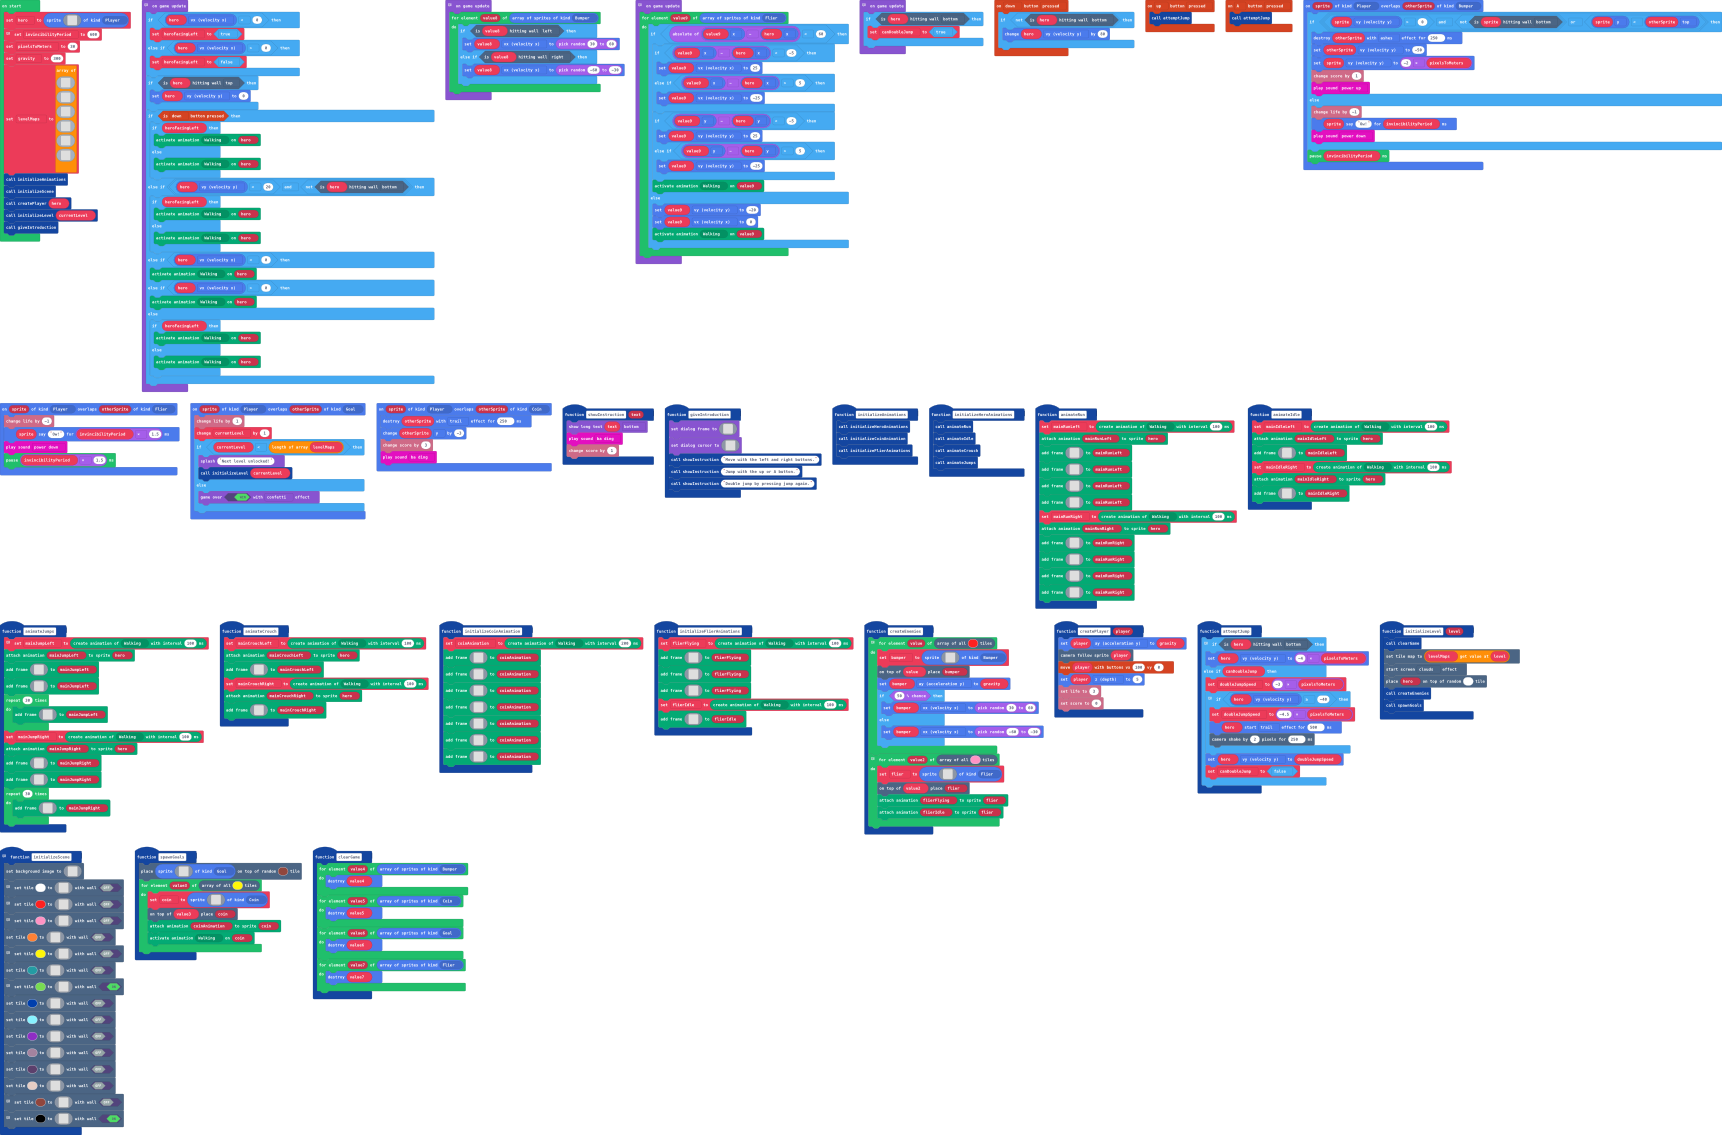 on start
set hero to sprite of kind Player
set invincibilityPeriod to 600
set pixelsToMeters to 30
set gravity to
array of
set levelMaps to
call initializeAnimations
call initializeScene
call createPlayer hero
call initializeLevel currentLevel
call giveIntroduction
on game update
if hero vx (velocity x) < 0 then
set heroFacingLeft to true
else if hero vx (velocity x) > 0 then
set heroFacingLeft to false
if is hero hitting wall top then
set hero vy (velocity y) to 0
if is down button pressed then
if heroFacingLeft then
activate animation Walking on hero
else
activate animation Walking on hero
else if hero vy (velocity y) < 20 and not is hero hitting wall bottom then
if heroFacingLeft then
activate animation Walking on hero
else
activate animation Walking on hero
else if hero vx (velocity x) < 0 then
activate animation Walking on hero
else if hero vx (velocity x) > 0 then
activate animation Walking on hero
else
if heroFacingLeft then
activate animation Walking on hero
else
activate animation Walking on hero
on game update
for element value8 of array of sprites of kind Bumper
do
if is value8 hitting wall left then
set value8 vx (velocity x) to pick random 30 to 60
else if is value8 hitting wall right then
set value8 vx (velocity x) to pick random -60 to -30
on game update
for element value9 of array of sprites of kind Flier
do
if absolute of value9 x - hero x < then
if value9 x - hero x < -5 then
set value9 vx (velocity x) to 25
else if value9 x - hero x > 5 then
set value9 vx (velocity x) to -25
if value9 y - hero y < -5 then
set value9 vy (velocity y) to 25
else if value9 y - hero y > 5 then
set value9 vy (velocity y) to -25
activate animation Walking on value9
else
set value9 vy (velocity y) to -20
set value9 vx (velocity x) to 0
activate animation Walking on value9
on game update
if is hero hitting wall bottom then
set canDoubleJump to true
on down button pressed
if not is hero hitting wall bottom then
change hero vy (velocity y) by
on up button pressed
call attemptJump
on A button pressed
call attemptJump
on sprite of kind Player overlaps otherSprite of kind Bumper
if sprite vy (velocity y) > 0 and not is sprite hitting wall bottom or sprite y < otherSprite top then
destroy otherSprite with ashes effect for 250 ms
set otherSprite vy (velocity y) to -50
set sprite vy (velocity y) to -2 × pixelsToMeters
change score by 1
play sound power up
else
change life by -1
sprite say "Ow!" for invincibilityPeriod ms
play sound power down
pause invincibilityPeriod ms
on sprite of kind Player overlaps otherSprite of kind Flier
change life by -1
sprite say "Ow!" for invincibilityPeriod × 1.5 ms
play sound power down
pause invincibilityPeriod × 1.5 ms
on sprite of kind Player overlaps otherSprite of kind Goal
change life by 1
change currentLevel by 1
if currentLevel < length of array levelMaps then
splash "Next level unlocked!"
call initializeLevel currentLevel
else
game over with confetti effect
on sprite of kind Player overlaps otherSprite of kind Coin
destroy otherSprite with trail effect for 250 ms
change otherSprite y by -3
change score by 3
play sound ba ding
function showInstruction text
show long text text bottom
play sound ba ding
change score by
function giveIntroduction
set dialog frame to
set dialog cursor to
call showInstruction "Move with the left and right buttons."
call showInstruction "Jump with the up or A button."
call showInstruction "Double jump by pressing jump again."
function initializeAnimations
call initializeHeroAnimations
call initializeCoinAnimation
call initializeFlierAnimations
function initializeHeroAnimations
call animateRun
call animateIdle
call animateCrouch
call animateJumps
function animateRun
set mainRunLeft to create animation of Walking with interval 100 ms
attach animation mainRunLeft to sprite hero
add frame to mainRunLeft
add frame to mainRunLeft
add frame to mainRunLeft
add frame to mainRunLeft
set mainRunRight to create animation of Walking with interval 100 ms
attach animation mainRunRight to sprite hero
add frame to mainRunRight
add frame to mainRunRight
add frame to mainRunRight
add frame to mainRunRight
function animateIdle
set mainIdleLeft to create animation of Walking with interval 100 ms
attach animation mainIdleLeft to sprite hero
add frame to mainIdleLeft
set mainIdleRight to create animation of Walking with interval 100 ms
attach animation mainIdleRight to sprite hero
add frame to mainIdleRight
function animateJumps
set mainJumpLeft to create animation of Walking with interval 100 ms
attach animation mainJumpLeft to sprite hero
add frame to mainJumpLeft
add frame to mainJumpLeft
repeat 30 times
do
add frame to mainJumpLeft
set mainJumpRight to create animation of Walking with interval 100 ms
attach animation mainJumpRight to sprite hero
add frame to mainJumpRight
add frame to mainJumpRight
repeat 30 times
do
add frame to mainJumpRight
function animateCrouch
set mainCrouchLeft to create animation of Walking with interval 100 ms
attach animation mainCrouchLeft to sprite hero
add frame to mainCrouchLeft
set mainCrouchRight to create animation of Walking with interval 100 ms
attach animation mainCrouchRight to sprite hero
add frame to mainCrouchRight
function initializeCoinAnimation
set coinAnimation to create animation of Walking with interval 200 ms
add frame to coinAnimation
add frame to coinAnimation
add frame to coinAnimation
add frame to coinAnimation
add frame to coinAnimation
add frame to coinAnimation
add frame to coinAnimation
function initializeFlierAnimations
set flierFlying to create animation of Walking with interval 100 ms
add frame to flierFlying
add frame to flierFlying
add frame to flierFlying
set flierIdle to create animation of Walking with interval 100 ms
add frame to flierIdle
function createEnemies
for element value of array of all tiles
do
set bumper to sprite of kind Bumper
on top of value place bumper
set bumper ay (acceleration y) to gravity
if 50 % chance then
set bumper vx (velocity x) to pick random 30 to 60
else
set bumper vx (velocity x) to pick random -60 to -30
for element value2 of array of all tiles
do
set flier to sprite of kind Flier
on top of value2 place flier
attach animation flierFlying to sprite flier
attach animation flierIdle to sprite flier
function createPlayer player
set player ay (acceleration y) to gravity
camera follow sprite player
move player with buttons vx 100 vy 0
set player z (depth) to 5
set life to 3
set score to 0
function attemptJump
if is hero hitting wall bottom then
set hero vy (velocity y) to -4 × pixelsToMeters
else if canDoubleJump then
set doubleJumpSpeed to -3 × pixelsToMeters
if hero vy (velocity y) -40 then
set doubleJumpSpeed to -4.5 × pixelsToMeters
hero start trail effect for 500 ms
camera shake by 2 pixels for 250 ms
set hero vy (velocity y) to doubleJumpSpeed
set canDoubleJump to false
function initializeLevel level
call clearGame
set tile map to levelMaps get value at level
start screen clouds effect
place hero on top of random tile
call createEnemies
call spawnGoals
function initializeScene
set background image to
set tile to with wall OFF
set tile to with wall OFF
set tile to with wall OFF
set tile to with wall OFF
set tile to with wall OFF
set tile to with wall OFF
set tile to with wall ON
set tile to with wall OFF
set tile to with wall OFF
set tile to with wall OFF
set tile to with wall OFF
set tile to with wall OFF
set tile to with wall OFF
set tile to with wall OFF
set tile to with wall ON
function spawnGoals
place sprite of kind Goal on top of random tile
for element value3 of array of all tiles
do
set coin to sprite of kind Coin
on top of value3 place coin
attach animation coinAnimation to sprite coin
activate animation Walking on coin
function clearGame
for element value4 of array of sprites of kind Bumper
do
destroy value4
for element value5 of array of sprites of kind Coin
do
destroy value5
for element value6 of array of sprites of kind Goal
do
destroy value6
for element value7 of array of sprites of kind Flier
do
destroy value7